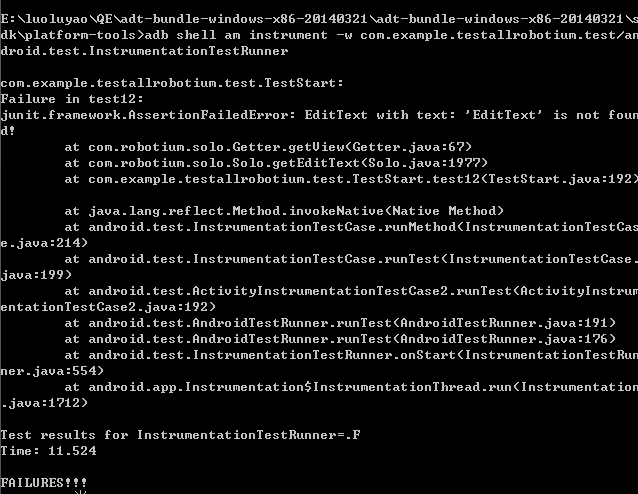 E:\luoluyao\QE\adt-bundle-windows-x86-20140321\adt-bundle-windows-x86-20140321\s
dk\platform-tools>adb shell am instrument -w com.example.testallrobotium.test/an
droid.test.InstrumentationTestRunner
com.example.testallrobotium.test.TestStart:
Failure in test12:
junit.framework.AssertionFailedError: EditText with text: 'EditText' is not foun
d!
at com.robotium.solo.Getter.getView(Getter.java:67)
at com.robotium.solo.Solo.getEditText(Solo.java:1977)
at com.example.testallrobotium.test.TestStart.test12(TestStart.java:192)
at java.lang.reflect.Method.invokeNative(Native Method)
at android.test.InstrumentationTestCase.runMethod(InstrumentationTestCas
e.java:214)
at android.test.InstrumentationTestCase.runTest(InstrumentationTestCase.
java:199)
at android.test.ActivityInstrumentationTestCase2.runTest(ActivityInstrum
entationTestCase2.java:192)
at android.test.AndroidTestRunner.runTest(AndroidTestRunner.java:191)
at android.test.AndroidTestRunner.runTest(AndroidTestRunner.java:176)
at android.test.InstrumentationTestRunner.onStart(InstrumentationTestRun
ner.java:554)
at android.app.Instrumentation$InstrumentationThread.run(Instrumentation
.java:1712)
Test results for InstrumentationTestRunner=.F
Time: 11.524
FAILURES!!!